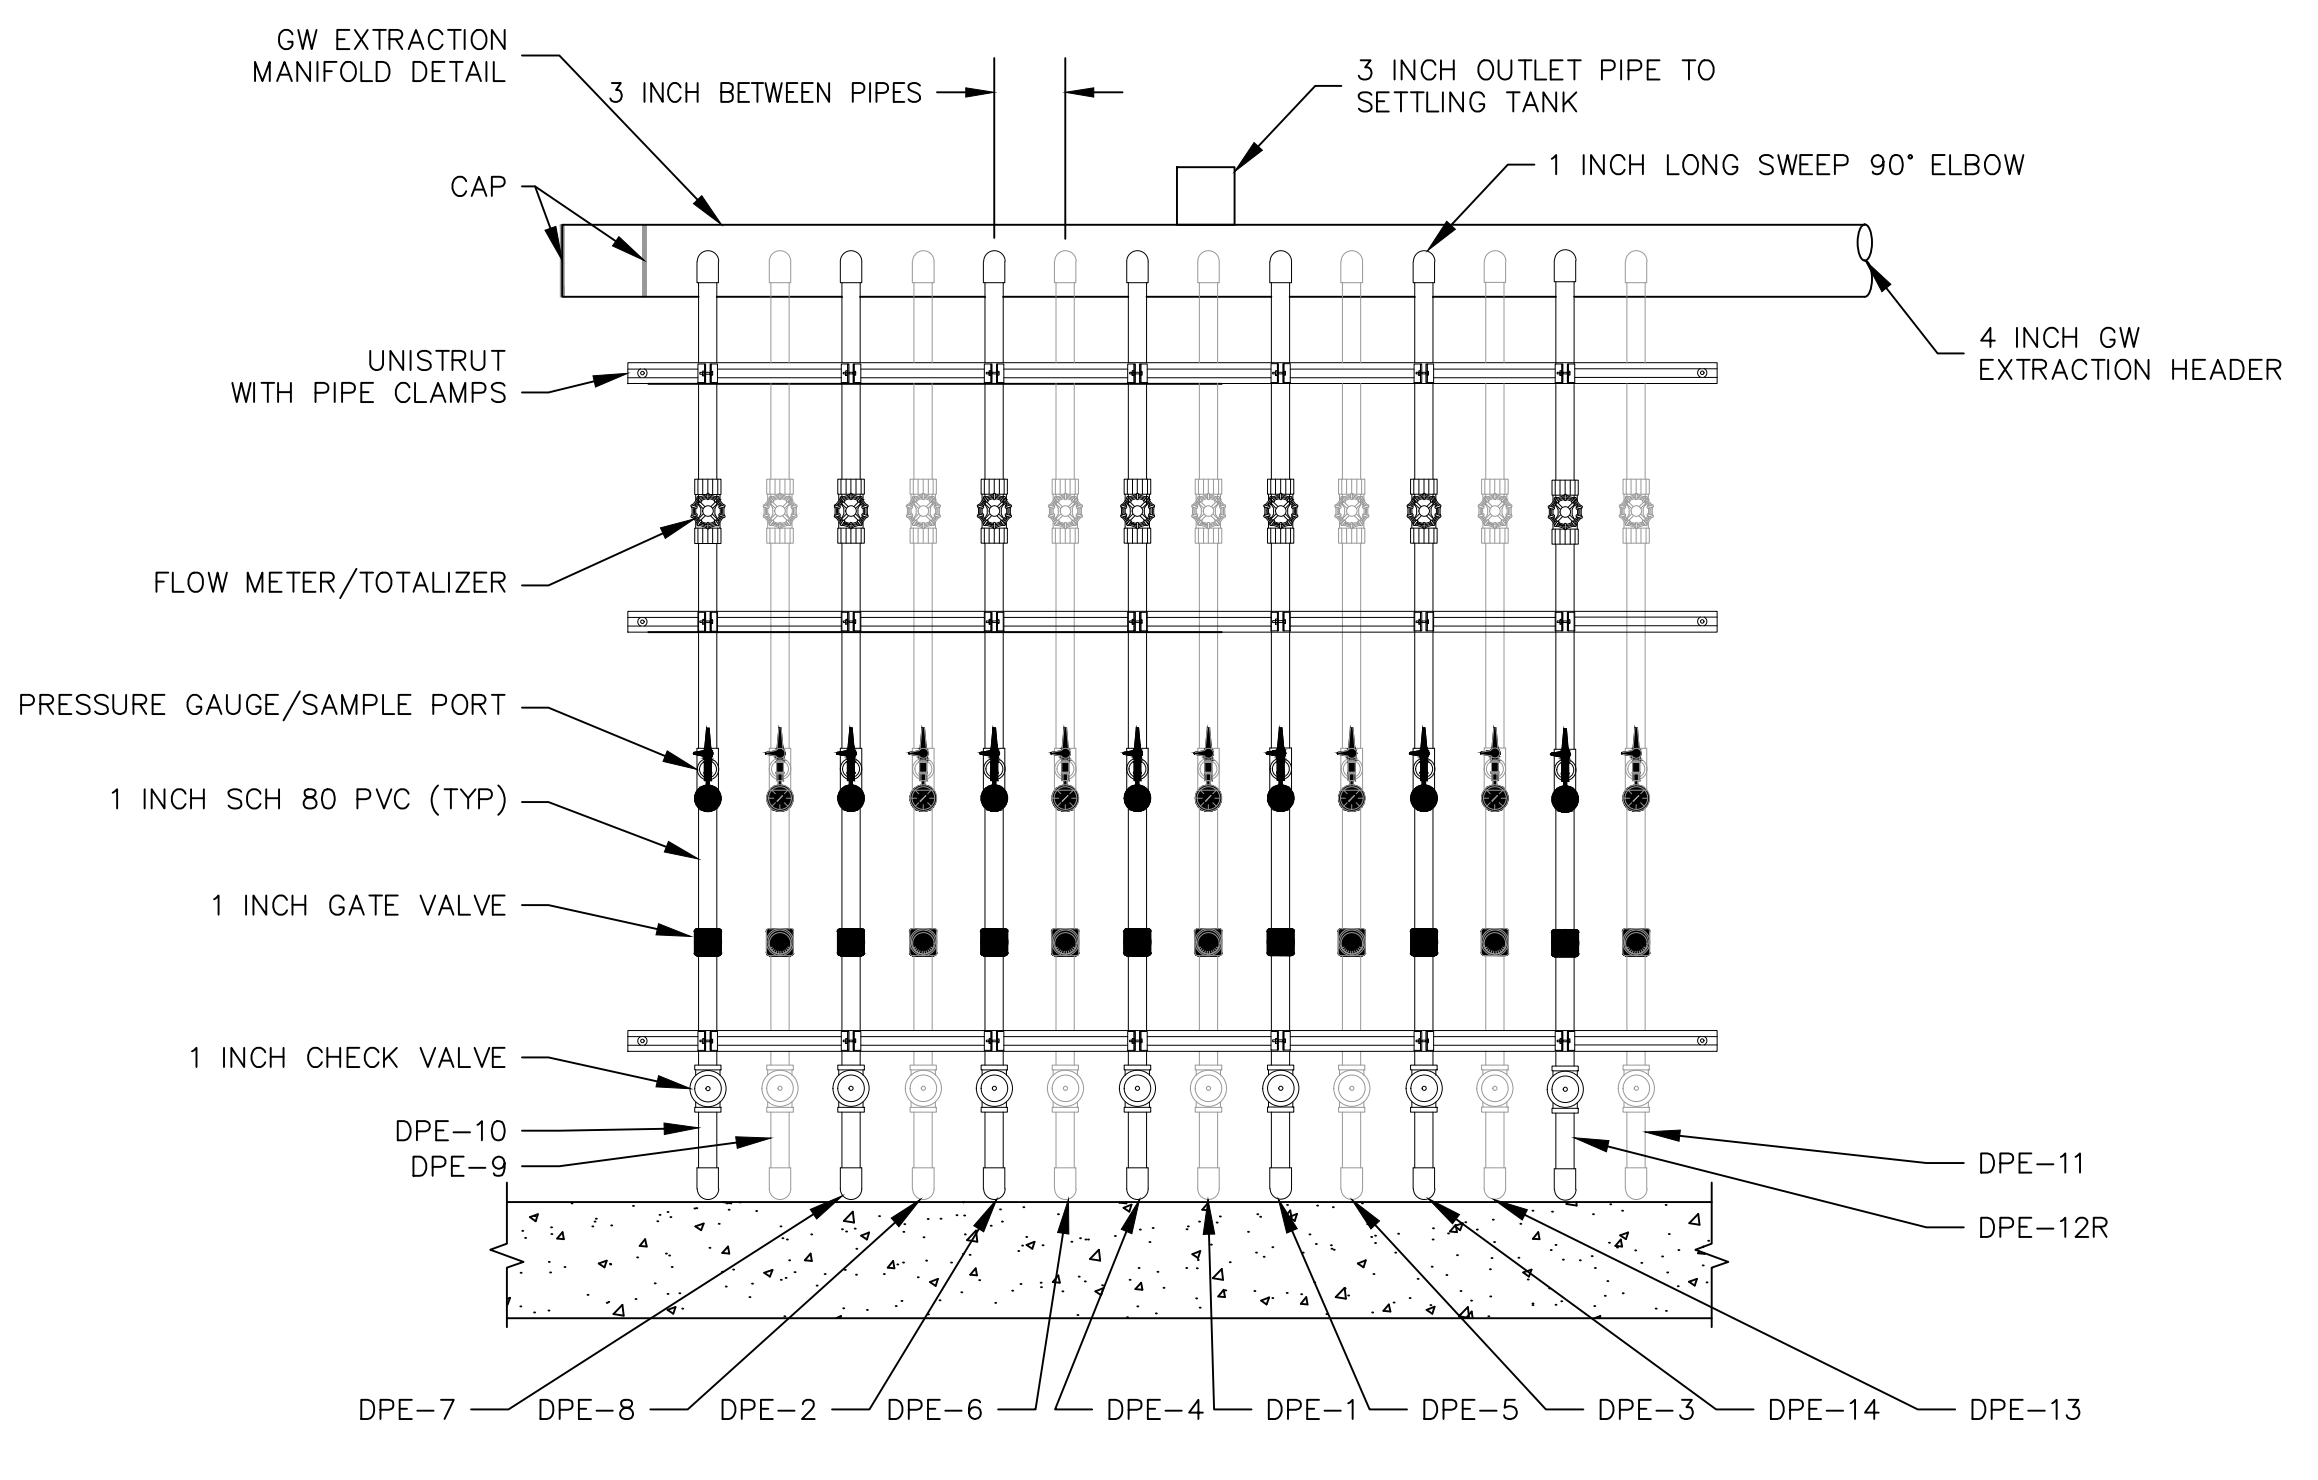 GW EXTRACTION
MANIFOLD DETAIL
3 INCH BETWEEN PIPES
3 INCH OUTLET PIPE TO
SETTLING TANK
1 INCH LONG SWEEP 90° ELBOW
CAP
4 INCH GW
EXTRACTION HEADER
UNISTRUT
WITH PIPE CLAMPS
FLOW METER/TOTALIZER
PRESSURE GAUGE/SAMPLE PORT
1 INCH SCH 80 PVC (TYP)
1 INCH GATE VALVE
1 INCH CHECK VALVE
DPE-10
DPE-9
DPE-11
DPE-12R
DPE-7
DPE-8
DPE-2
DPE-6
DPE-4
DPE-1
DPE-5
DPE-3
DPE-14
DPE-13